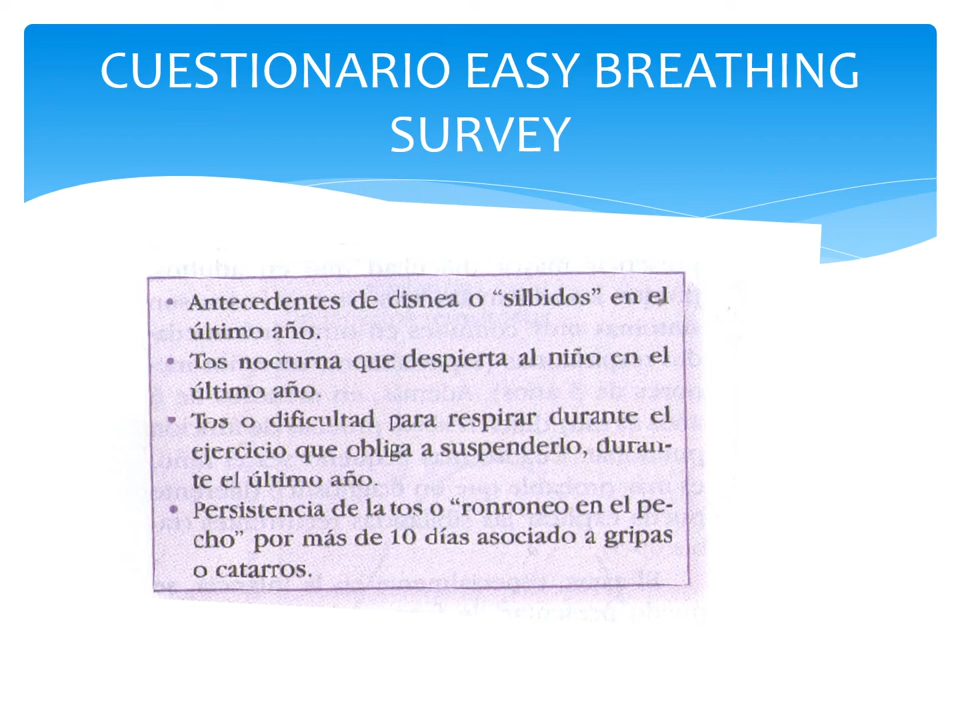 CUESTIONARIO EASY BREATHING
SURVEY
• Antecedentes de disnea o “silbidos” en el
último año.
• Tos nocturna que despierta al niño en el
último año.
• Tos o dificultad para respirar durante el
ejercicio que obliga a suspenderlo, duran-
te el último año.
• Persistencia de la tos o “ronroneo en el pe-
cho” por más de 10 días asociado a gripas
o catarros.